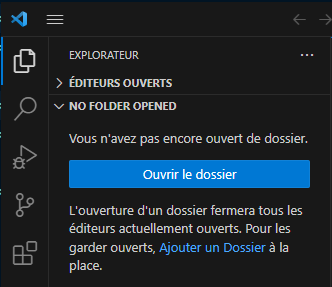 EXPLORATEUR
ÉDITEURS OUVERTS
NO FOLDER OPENED
Vous n'avez pas encore ouvert de dossier.
Ouvrir le dossier
L'ouverture d'un dossier fermera tous les
éditeurs actuellement ouverts. Pour les
garder ouverts, Ajouter un Dossier à la
place.